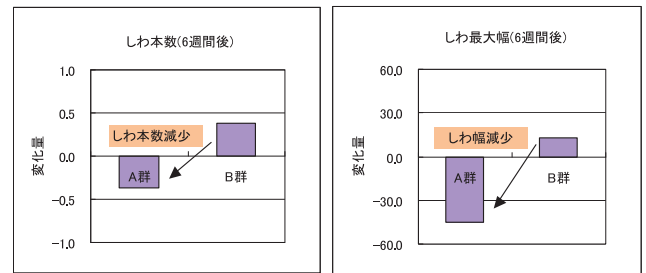 しわ本数(6週間後)
変化量
1.0
0.5
0.0
-0.5
-1.0
しわ本数減少
A群
B群
しわ最大幅(6週間後)
変化量
60.0
30.0
0.0
-30.0
-60.0
しわ幅減少
A群
B群